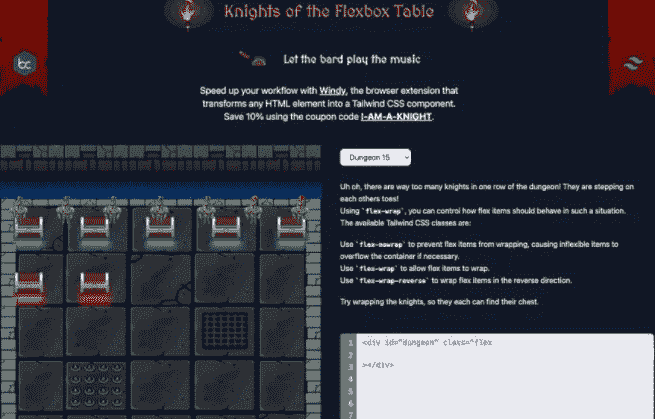 Knights of the Flexbox Table
Let the bard play the music
bc
Speed up your workflow with Windy, the browser extension that
transforms any HTML element into a Tailwind CSS component.
Save 10% using the coupon code I-AM-A-KNIGHT.
Dungeon 15
Uh oh, there are way too many knights in one row of the dungeon! They are stepping on
each others toes!
Using `flex-wrap`, you can control how flex items should behave in such a situation.
The available Tailwind CSS classes are:
Use `flex-nowrap` to prevent flex items from wrapping, causing inflexible items to
overflow the container if necessary.
Use `flex-wrap` to allow flex items to wrap.
Use `flex-wrap-reverse` to wrap flex items in the reverse direction.
Try wrapping the knights, so they each can find their chest.
1 <div id="dungeon" class="flex
2
3 ></div>
4
5
6
7